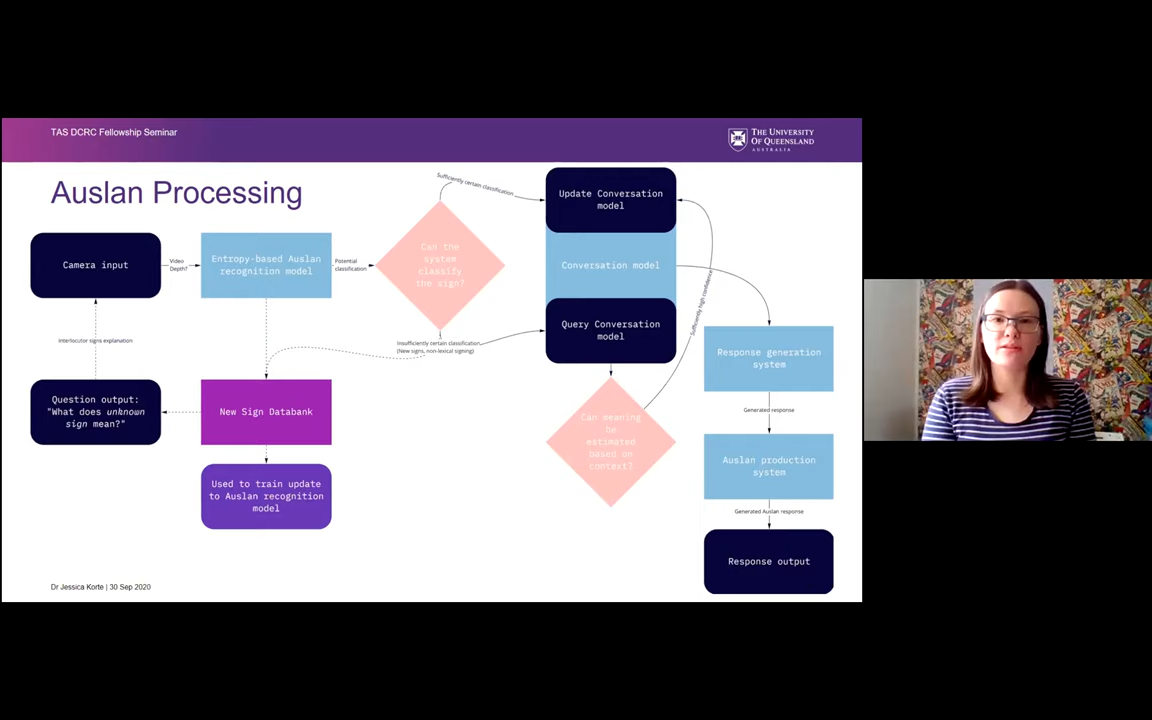 TAS DCRC Fellowship Seminar
THE UNIVERSITY
OF QUEENSLAND
AUSTRALIA
Auslan Processing
Camera input
Video
Depth?
Entropy-based Auslan
recognition model
Potential
classification
Can the
system
classify
the sign?
Sufficiently certain classification
Insufficiently certain classification
(New signs, non-lexical signing)
Update Conversation
model
Conversation model
Query Conversation
model
Can meaning
be
estimated
based on
context?
Sufficiently high confidence
Response generation
system
Generated response
Auslan production
system
Generated Auslan response
Response output
New Sign Databank
Question output:
"What does unknown
sign mean?"
Interlocutor signs explanation
Used to train update
to Auslan recognition
model
Dr Jessica Korte | 30 Sep 2020